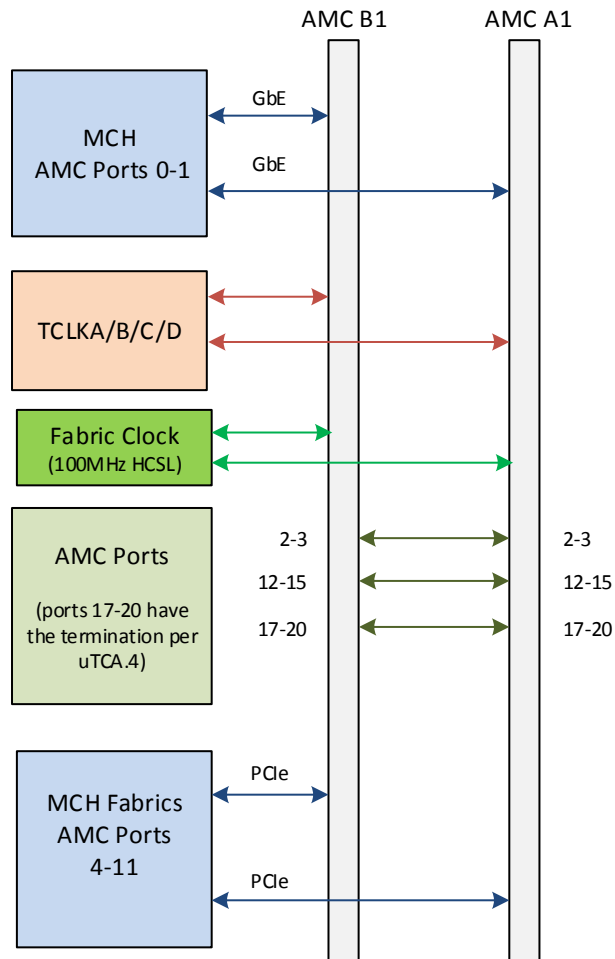 AMC B1
AMC A1
MCH
AMC Ports 0-1
GbE
GbE
TCLKA/B/C/D
Fabric Clock
(100MHz HCSL)
AMC Ports
(ports 17-20 have
the termination per
uTCA.4)
2-3
2-3
12-15
12-15
17-20
17-20
MCH Fabrics
AMC Ports
4-11
PCIe
PCIe